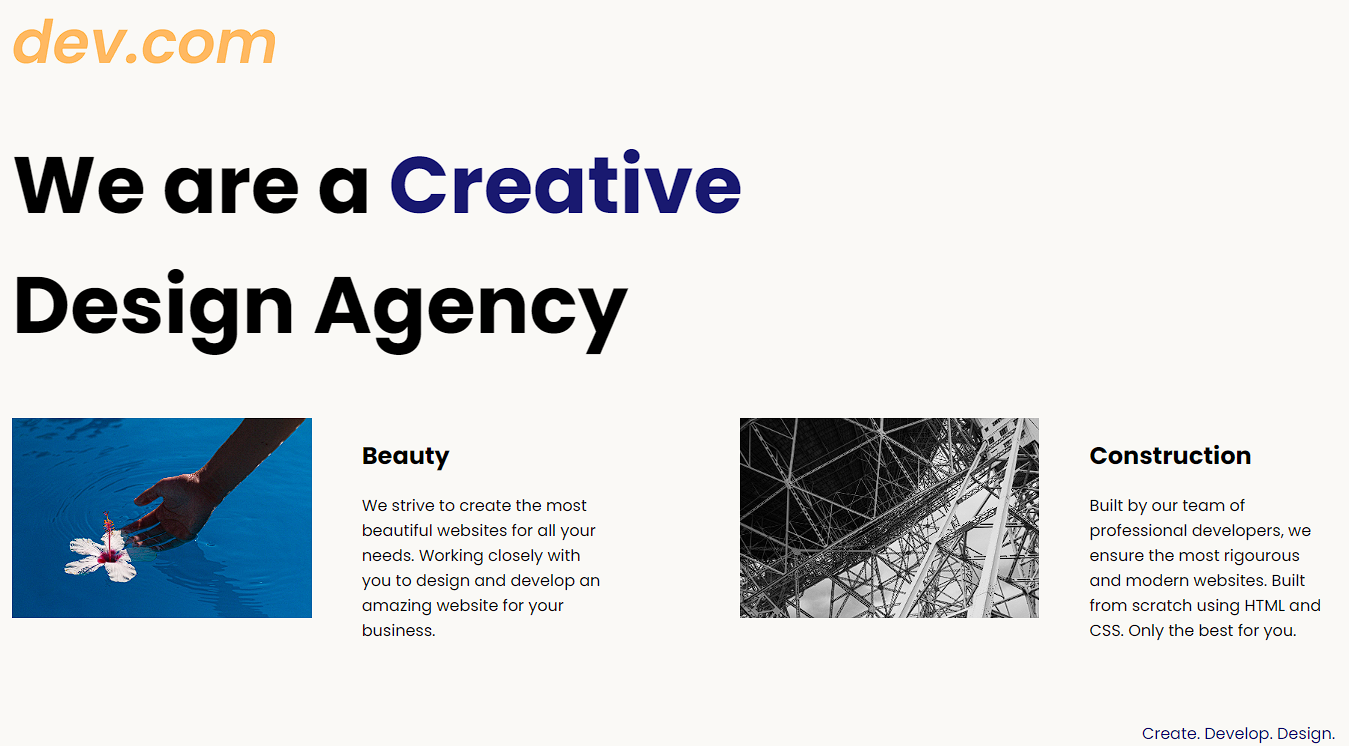 dev.com
We are a Creative
Design Agency
Beauty
We strive to create the most
beautiful websites for all your
needs. Working closely with
you to design and develop an
amazing website for your
business.
Construction
Built by our team of
professional developers, we
ensure the most rigourous
and modern websites. Built
from scratch using HTML and
CSS. Only the best for you.
Create. Develop. Design.